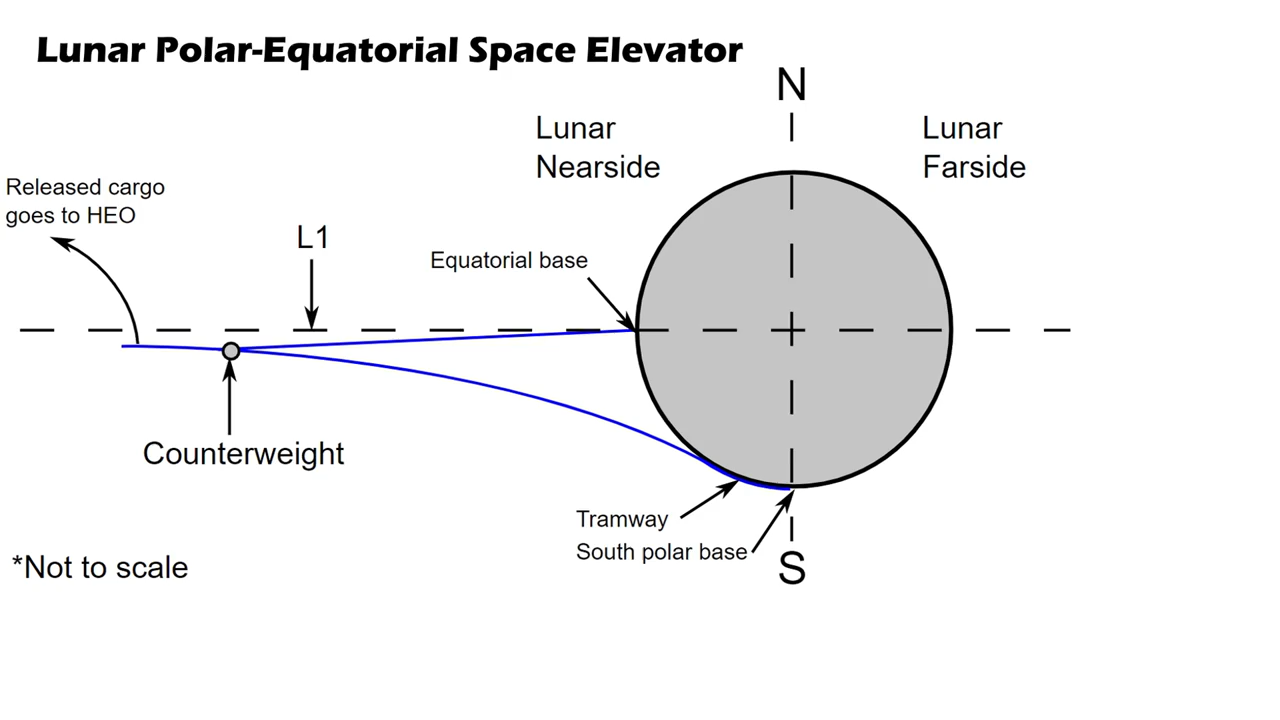 Lunar Polar-Equatorial Space Elevator
N
Lunar
Nearside
Lunar
Farside
Released cargo
goes to HEO
L1
Equatorial base
Counterweight
Tramway
South polar base
S
*Not to scale